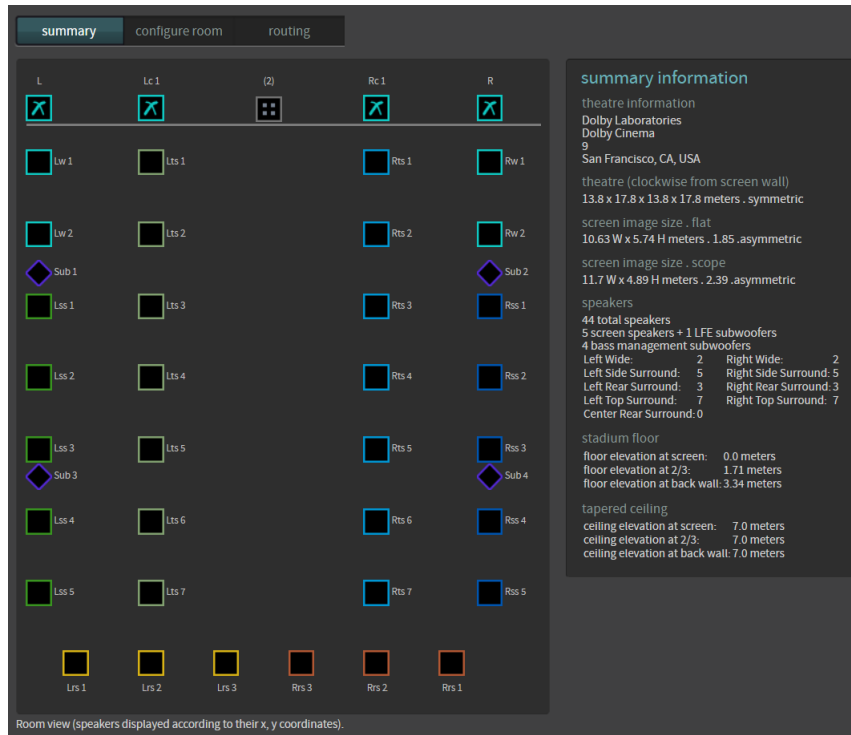 summary configure room routing
L Lc 1 (2) Rc 1 R
Lw 1 Lts 1 Rts 1 Rw 1
Lw 2 Lts 2 Rts 2 Rw 2
Sub 1 Sub 2
Lss 1 Lts 3 Rts 3 Rss 1
Lss 2 Lts 4 Rts 4 Rss 2
Lss 3 Lts 5 Rts 5 Rss 3
Sub 3 Sub 4
Lss 4 Lts 6 Rts 6 Rss 4
Lss 5 Lts 7 Rts 7 Rss 5
Lrs 1 Lrs 2 Lrs 3 Rrs 3 Rrs 2 Rrs 1
Room view (speakers displayed according to their x, y coordinates).
summary information
theatre information
Dolby Laboratories
Dolby Cinema
9
San Francisco, CA, USA
theatre (clockwise from screen wall)
13.8 x 17.8 x 13.8 x 17.8 meters . symmetric
screen image size . flat
10.63 W x 5.74 H meters . 1.85 .asymmetric
screen image size . scope
11.7 W x 4.89 H meters . 2.39 .asymmetric
speakers
44 total speakers
5 screen speakers + 1 LFE subwoofers
4 bass management subwoofers
Left Wide: 2 Right Wide: 2
Left Side Surround: 5 Right Side Surround: 5
Left Rear Surround: 3 Right Rear Surround: 3
Left Top Surround: 7 Right Top Surround: 7
Center Rear Surround: 0
stadium floor
floor elevation at screen: 0.0 meters
floor elevation at 2/3: 1.71 meters
floor elevation at back wall: 3.34 meters
tapered ceiling
ceiling elevation at screen: 7.0 meters
ceiling elevation at 2/3: 7.0 meters
ceiling elevation at back wall: 7.0 meters